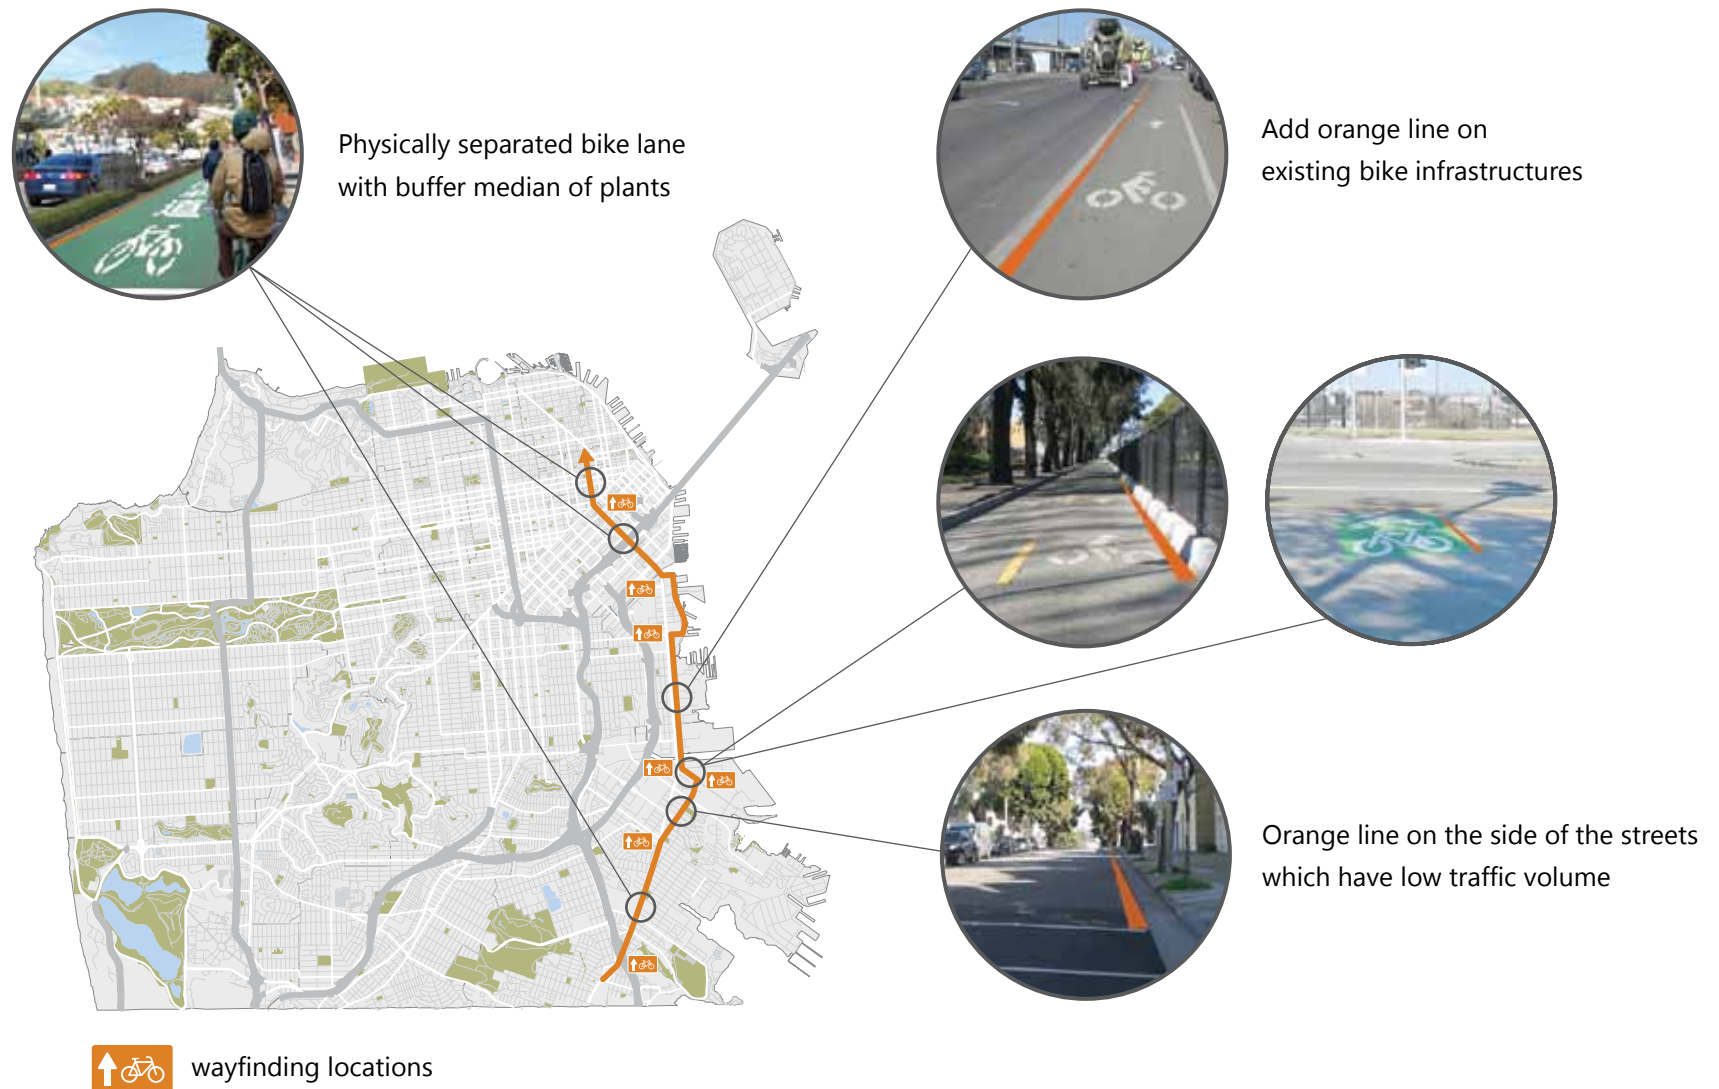 Physically separated bike lane
with buffer median of plants
Add orange line on
existing bike infrastructures
Orange line on the side of the streets
which have low traffic volume
wayfinding locations